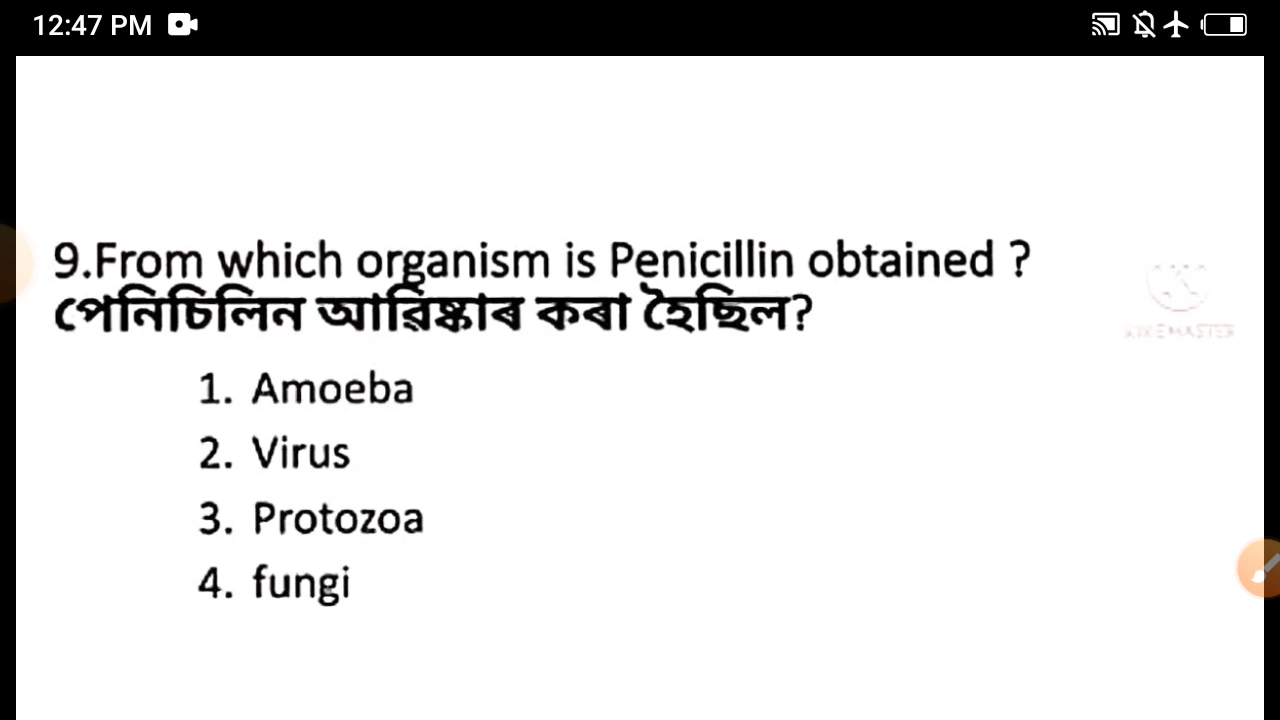 12:47 PM
9.From which organism is Penicillin obtained ?
পেনিচিলিন আৱিষ্কাৰ কৰা হৈছিল?
KINEMASTER
1. Amoeba
2. Virus
3. Protozoa
4. fungi